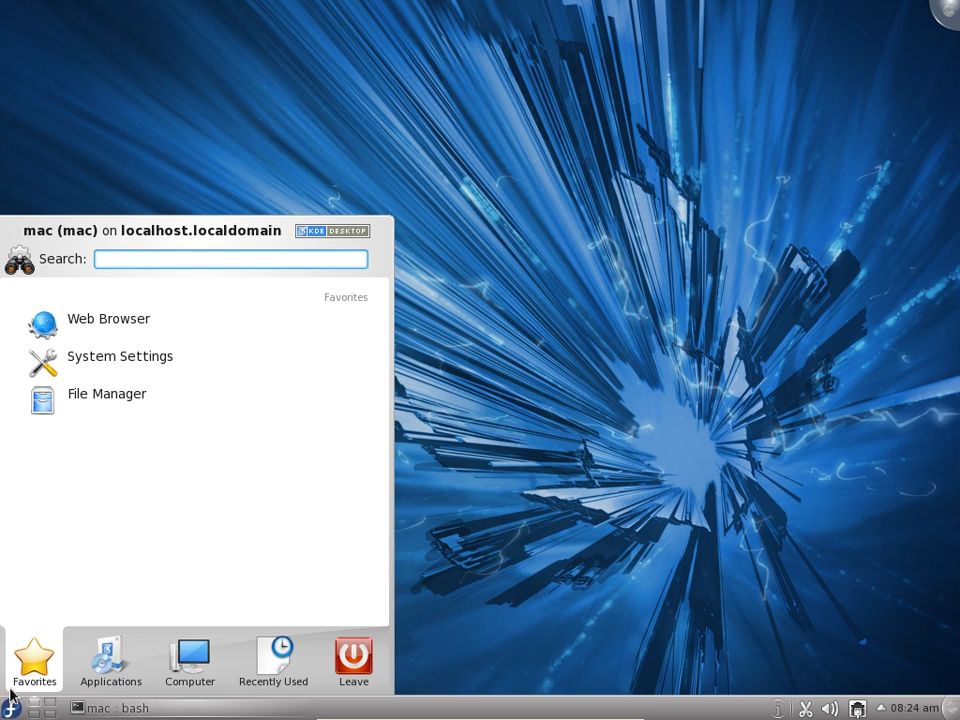 mac (mac) on localhost.localdomain KDE DESKTOP
Search:
Favorites
Web Browser
System Settings
File Manager
Favorites Applications Computer Recently Used Leave
mac : bash 08:24 am